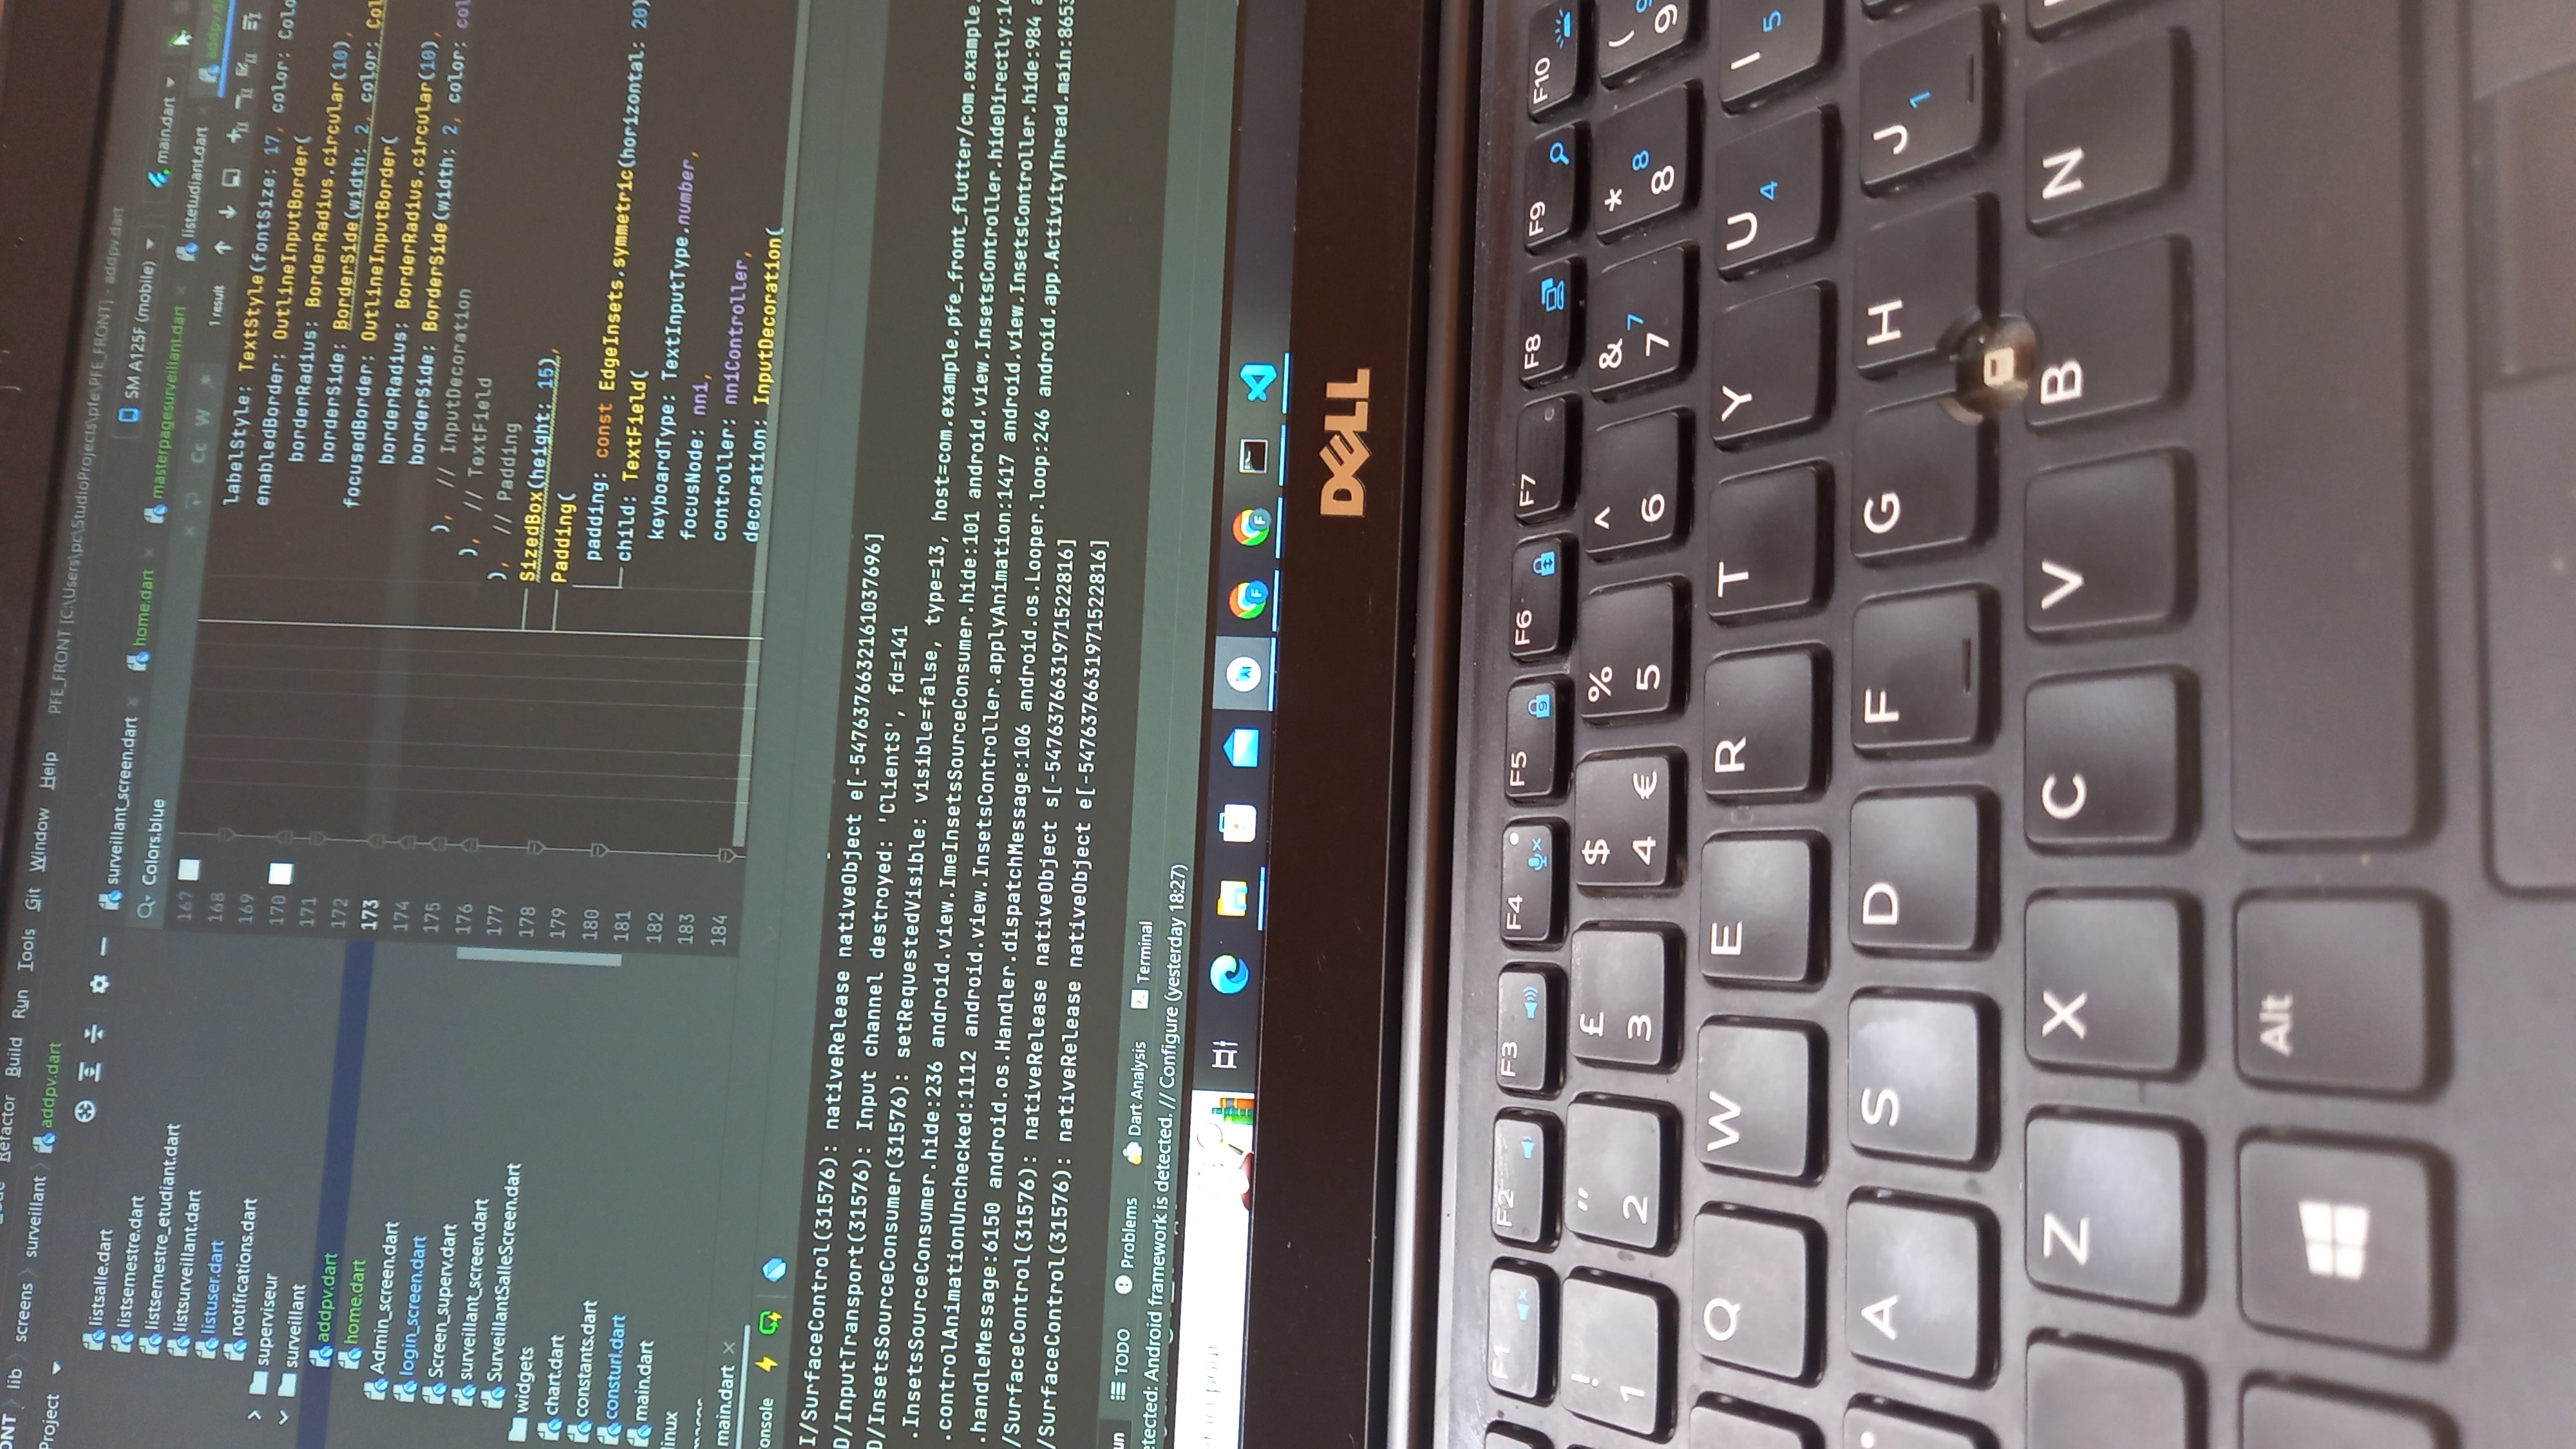 Refactor Build Run Tools Git Window Help
PFE_FRONT [C:\Users\pc\StudioProjects\pfe\PFE_FRONT] - addpv.dart
ONT lib screens surveillant addpv.dart
Project
SM A125F (mobile) main.dart
surveillant_screen.dart home.dart masterpagesurveillant.dart listetudiant.dart
Colors.blue
Cc W .*
1 result
listsalle.dart
listsemestre.dart
listsemestre_etudiant.dart
listsurveillant.dart
listuser.dart
notifications.dart
superviseur
surveillant
addpv.dart
home.dart
Admin_screen.dart
login_screen.dart
Screen_superv.dart
surveillant_screen.dart
SurveillantSalleScreen.dart
widgets
chart.dart
constants.dart
consturl.dart
main.dart
linux
167
168
169
170
171
172
173
174
175
176
177
178
179
180
181
182
183
184
labelStyle: TextStyle(fontSize: 17, color: Colo
enabledBorder: OutlineInputBorder(
borderRadius: BorderRadius.circular(10),
borderSide: BorderSide(width: 2, color: Col
focusedBorder: OutlineInputBorder(
borderRadius: BorderRadius.circular(10),
borderSide: BorderSide(width: 2, color: col
), // InputDecoration
), // TextField
), // Padding
SizedBox(height: 15),
Padding(
padding: const EdgeInsets.symmetric(horizontal: 20)
child: TextField(
keyboardType: TextInputType.number,
focusNode: nni,
controller: nniController,
decoration: InputDecoration(
main.dart
onsole
I/SurfaceControl(31576): nativeRelease nativeObject e[-5476376632161037696]
D/InputTransport(31576): Input channel destroyed: 'ClientS', fd=141
D/InsetsSourceConsumer(31576): setRequestedVisible: visible=false, type=13, host=com.example.pfe_front_flutter/com.example.
.InsetsSourceConsumer.hide:236 android.view.ImeInsetsSourceConsumer.hide:101 android.view.InsetsController.hideDirectly:14
.controlAnimationUnchecked:1112 android.view.InsetsController.applyAnimation:1417 android.view.InsetsController.hide:984 a
.handleMessage:6150 android.os.Handler.dispatchMessage:106 android.os.Looper.loop:246 android.app.ActivityThread.main:8653
/SurfaceControl(31576): nativeRelease nativeObject s[-5476376631971522816]
/SurfaceControl(31576): nativeRelease nativeObject e[-5476376631971522816]
un TODO Problems Dart Analysis Terminal
etected: Android framework is detected. // Configure (yesterday 18:27)
DELL
F1 F2 F3 F4 F5 F6 F7 F8 F9 F10
! " £ $ % ^ & * (
1 2 3 4 € 5 6 7 7 8 8 9 9
Q W E R T Y U 4 I 5
A S D F G H J 1
Z X C V B N
Alt